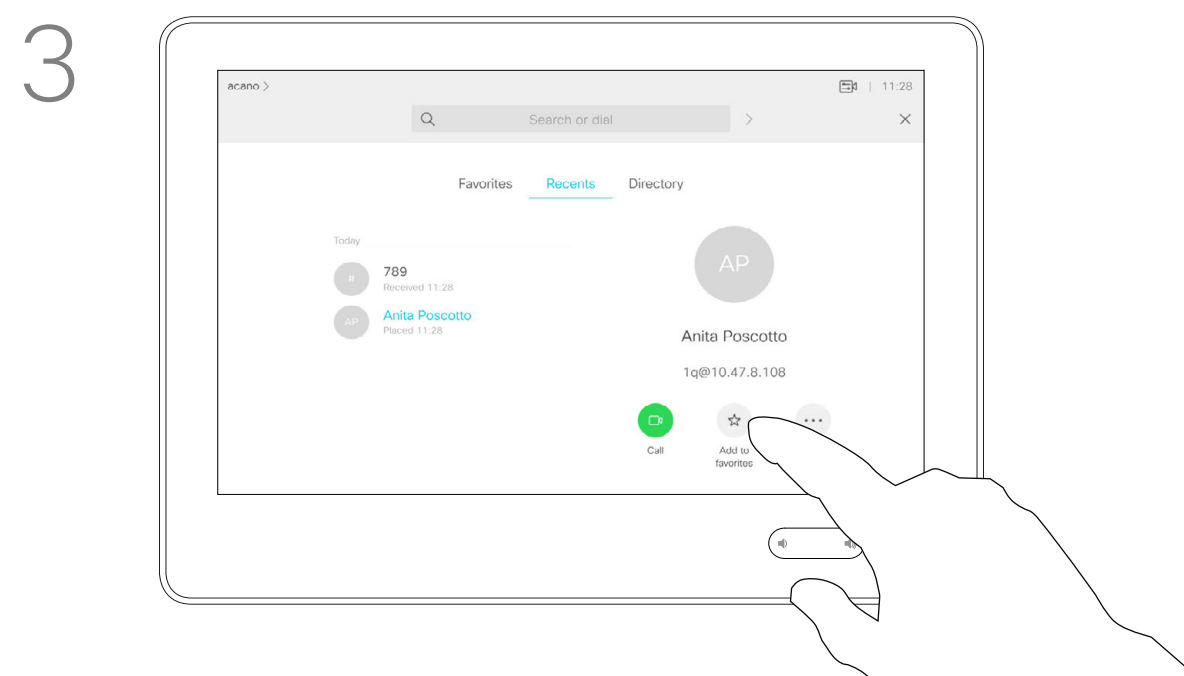 3
acano >
11:28
Search or dial
Favorites Recents Directory
Today
R
789
Received 11:28
AP
Anita Poscotto
Placed 11:28
AP
Anita Poscotto
1q@10.47.8.108
Call
Add to
favorites